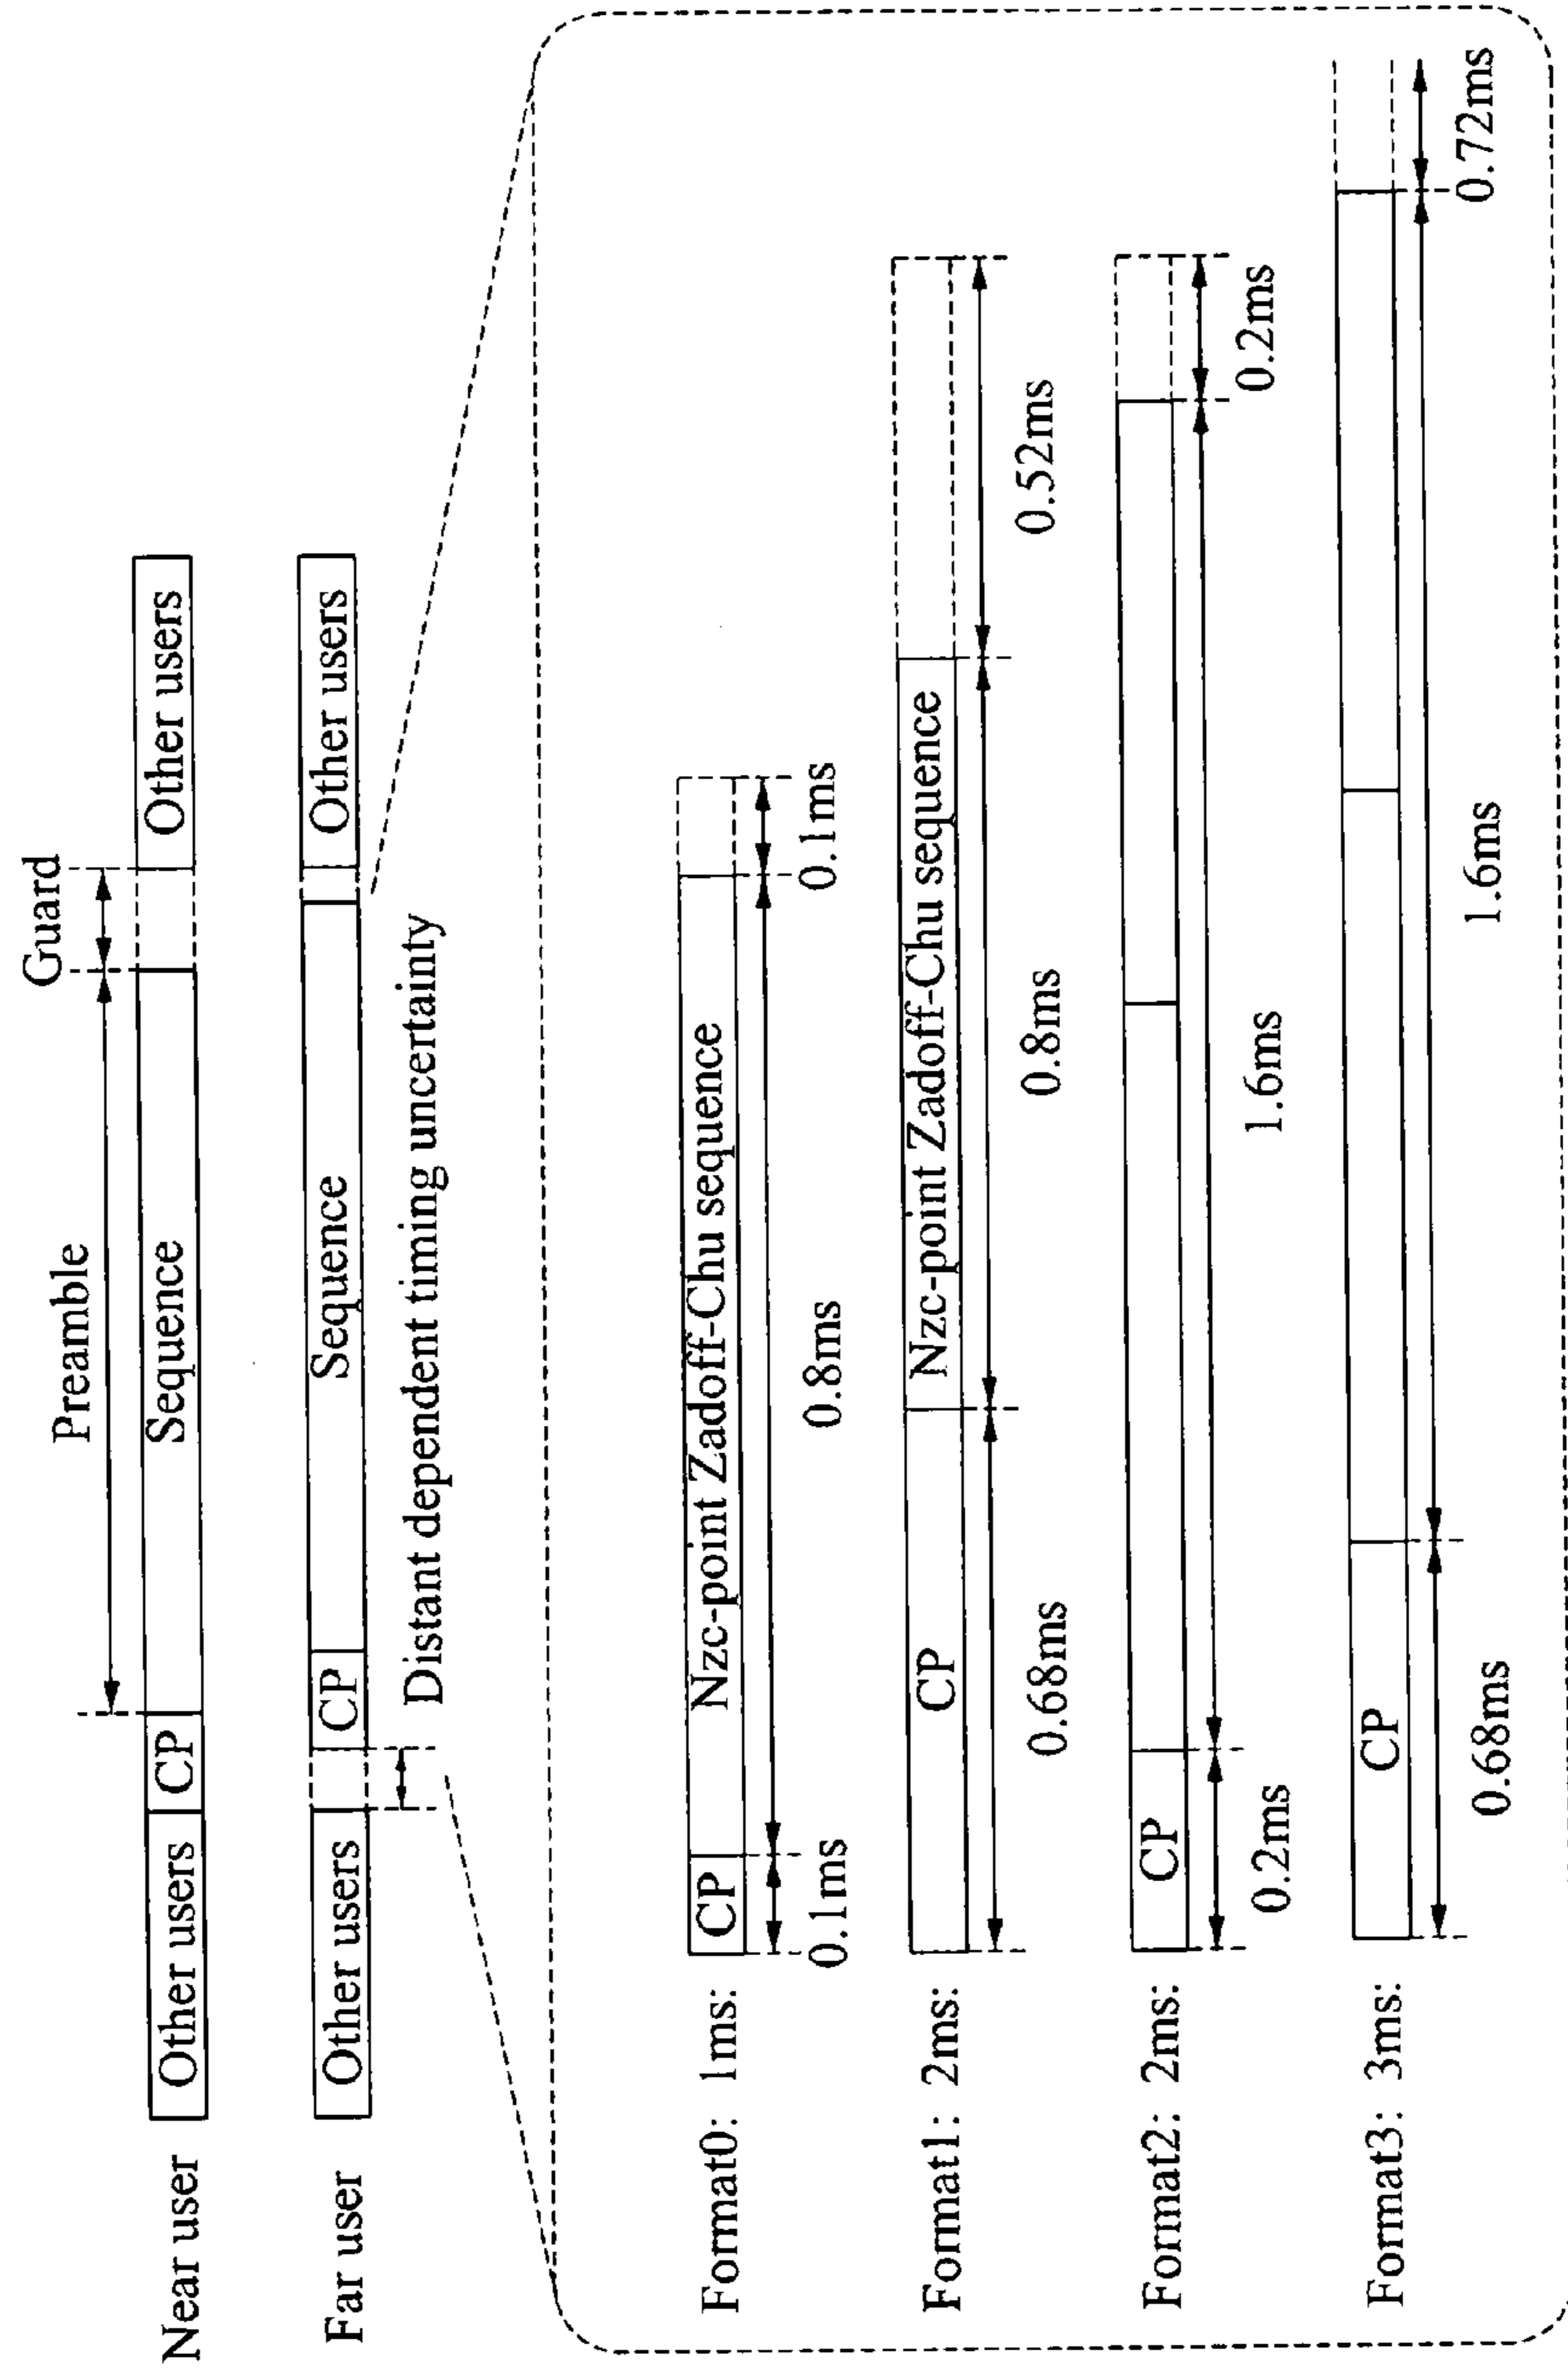 Preamble
Guard
Near user
Other users
CP
Sequence
Other users
Far user
Other users
CP
Sequence
Other users
Distant dependent timing uncertainty
Format0: 1ms:
CP
Nzc-point Zadoff-Chu sequence
0.1ms
0.8ms
0.1ms
Format1: 2ms:
CP
Nzc-point Zadoff-Chu sequence
0.68ms
0.8ms
0.52ms
Format2: 2ms:
CP
0.2ms
1.6ms
0.2ms
Format3: 3ms:
CP
0.68ms
1.6ms
0.72ms